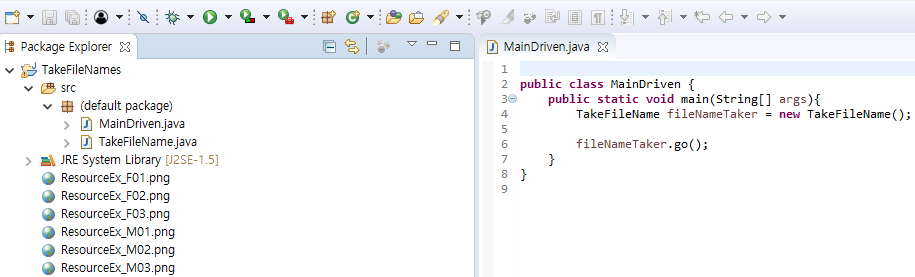 Package Explorer
TakeFileNames
src
(default package)
MainDriven.java
TakeFileName.java
JRE System Library [J2SE-1.5]
ResourceEx_F01.png
ResourceEx_F02.png
ResourceEx_F03.png
ResourceEx_M01.png
ResourceEx_M02.png
ResourceEx_M03.png
MainDriven.java
1
2 public class MainDriven {
3 public static void main(String[] args){
4 TakeFileName fileNameTaker = new TakeFileName();
5
6 fileNameTaker.go();
7 }
8 }
9